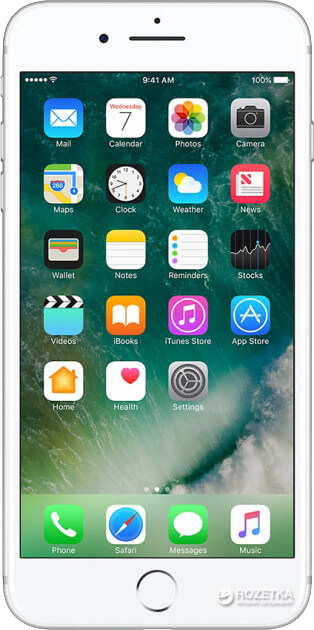 9:41 AM 100%
Wednesday
7
Mail Calendar Photos Camera
280
Maps Clock Weather News
Wallet Notes Reminders Stocks
Videos iBooks iTunes Store App Store
Home Health Settings
Phone Safari Messages Music
ROZETKA